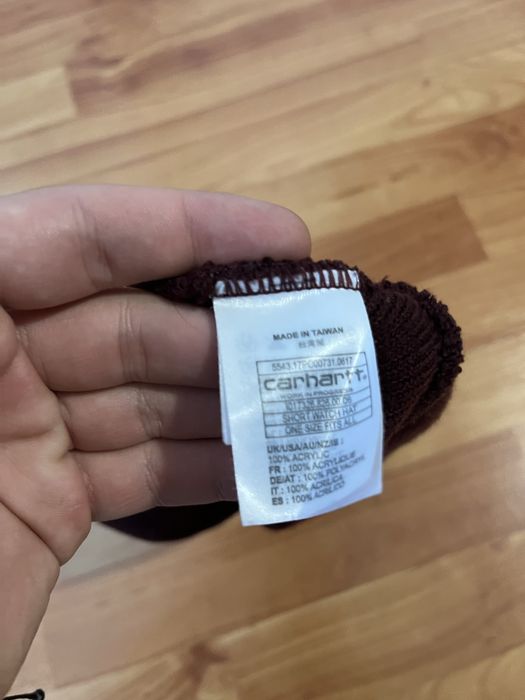 MADE IN TAIWAN
台灣製
carhartt.
WORK IN PROGRESS
SHORT WATCH HAT
ONE SIZE FITS ALL
UK/USA/AU/NZ/IS :
100% ACRYLIC
FR : 100% ACRYLIQUE
DE/AT : 100% POLYACRYL
IT : 100% ACRILICA
ES : 100% ACRILICO